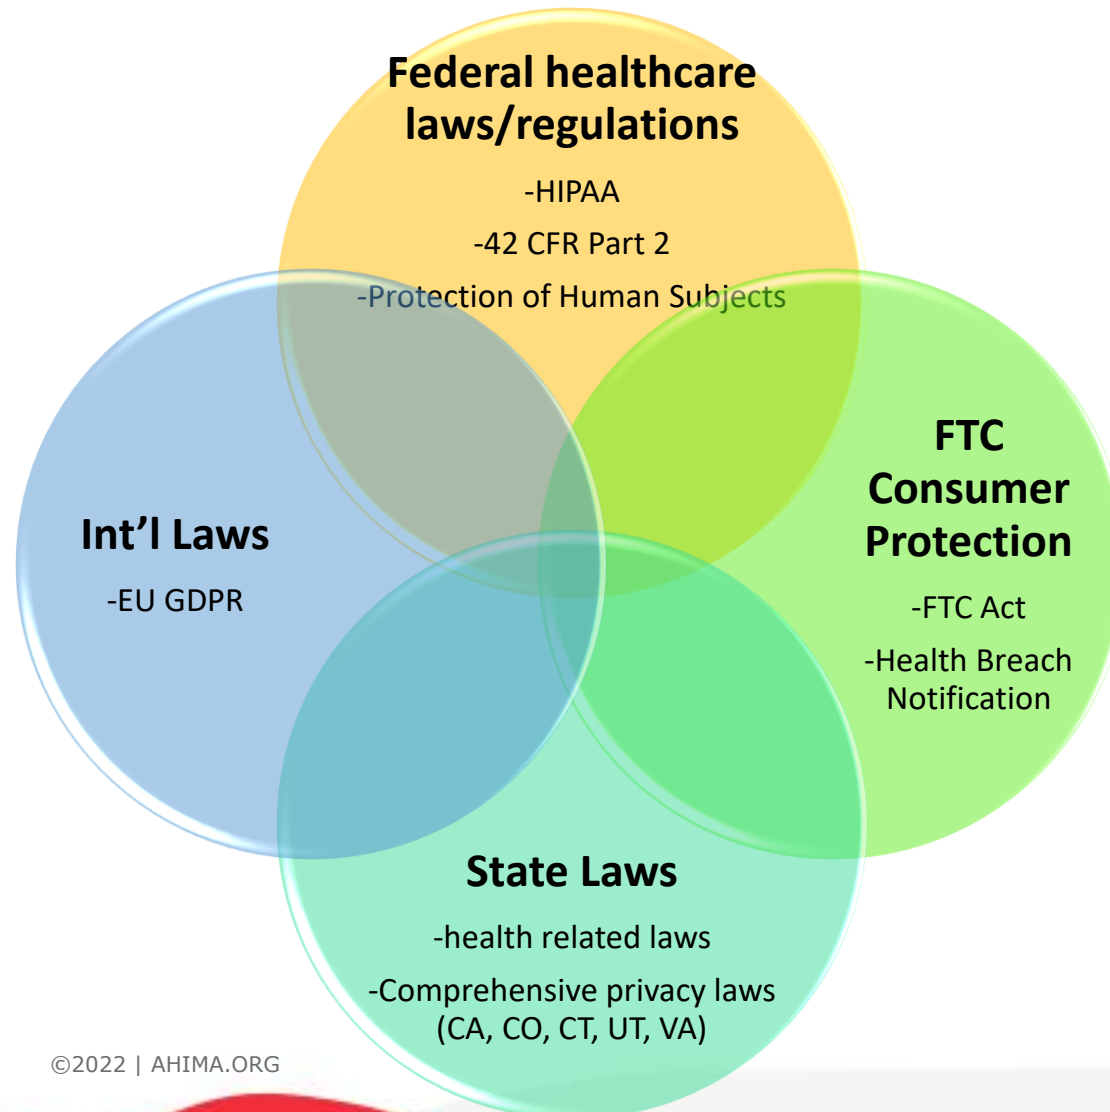 Federal healthcare
laws/regulations
-HIPAA
-42 CFR Part 2
-Protection of Human Subjects
FTC
Consumer
Protection
-FTC Act
-Health Breach
Notification
Int’l Laws
-EU GDPR
State Laws
-health related laws
-Comprehensive privacy laws
(CA, CO, CT, UT, VA)
©2022 | AHIMA.ORG